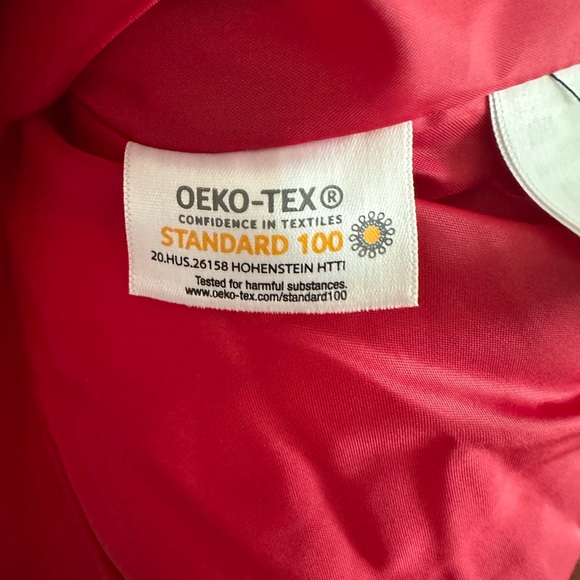 OEKO-TEX®
CONFIDENCE IN TEXTILES
STANDARD 100
20.HUS.26158 HOHENSTEIN HTTI
Tested for harmful substances.
www.oeko-tex.com/standard100